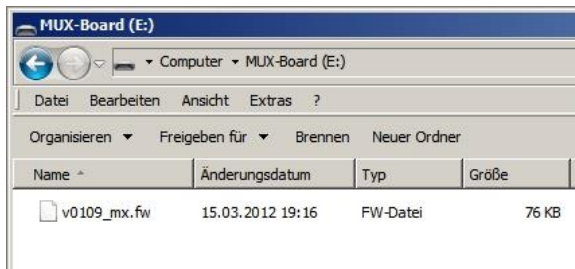 MUX-Board (E:)
Computer MUX-Board (E:)
Datei Bearbeiten Ansicht Extras ?
Organisieren Freigeben für Brennen Neuer Ordner
Name Änderungsdatum Typ Größe
v0109_mx.fw 15.03.2012 19:16 FW-Datei 76 KB